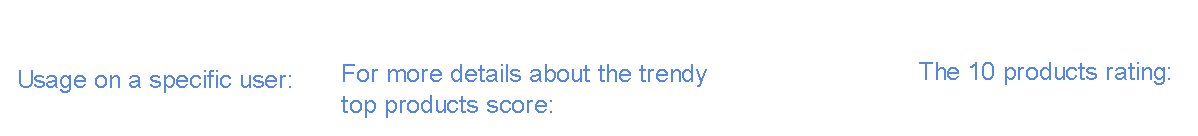 Usage on a specific user:
For more details about the trendy
top products score:
The 10 products rating: